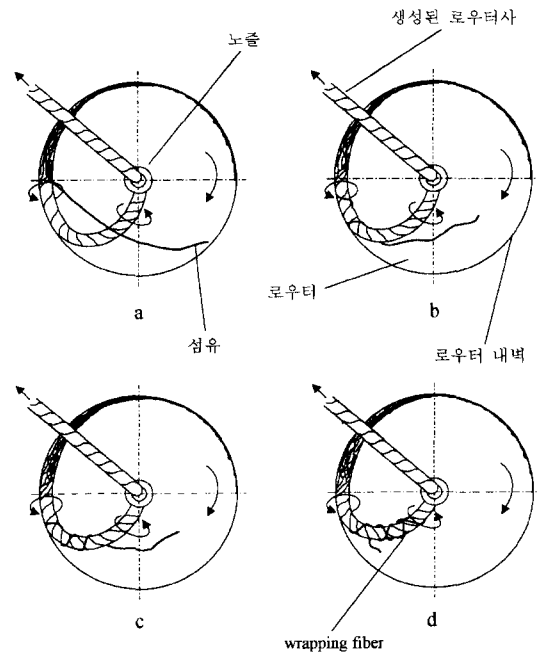 생성된 로우터사
노즐
a
b
로우터
섬유
로우터 내벽
c
d
wrapping fiber